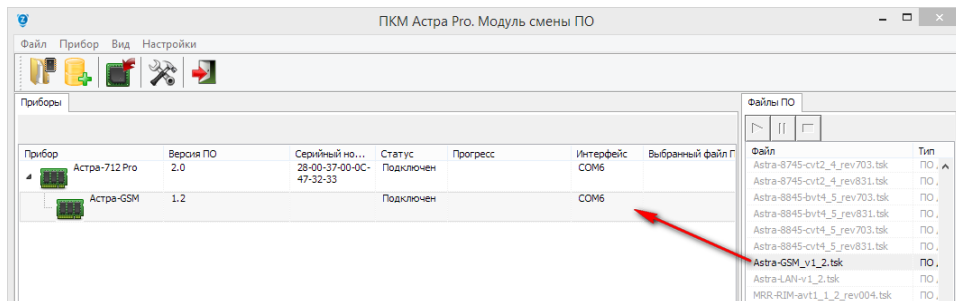 ПКМ Астра Pro. Модуль смены ПО
Файл Прибор Вид Настройки
Приборы
Прибор Версия ПО Серийный но... Статус Прогресс Интерфейс Выбранный файл П
Астра-712 Pro 2.0 28-00-37-00-0C-47-32-33 Подключен COM6
Астра-GSM 1.2 Подключен COM6
Файлы ПО
Файл Тип
Astra-8745-cvt2_4_rev703.tsk ПО,
Astra-8745-cvt2_4_rev831.tsk ПО,
Astra-8845-bvt4_5_rev703.tsk ПО,
Astra-8845-bvt4_5_rev831.tsk ПО,
Astra-8845-cvt4_5_rev703.tsk ПО,
Astra-8845-cvt4_5_rev831.tsk ПО,
Astra-GSM_v1_2.tsk ПО,
Astra-LAN-v1_2.tsk ПО,
MRR-RIM-avt1_1_2_rev004.tsk ПО,